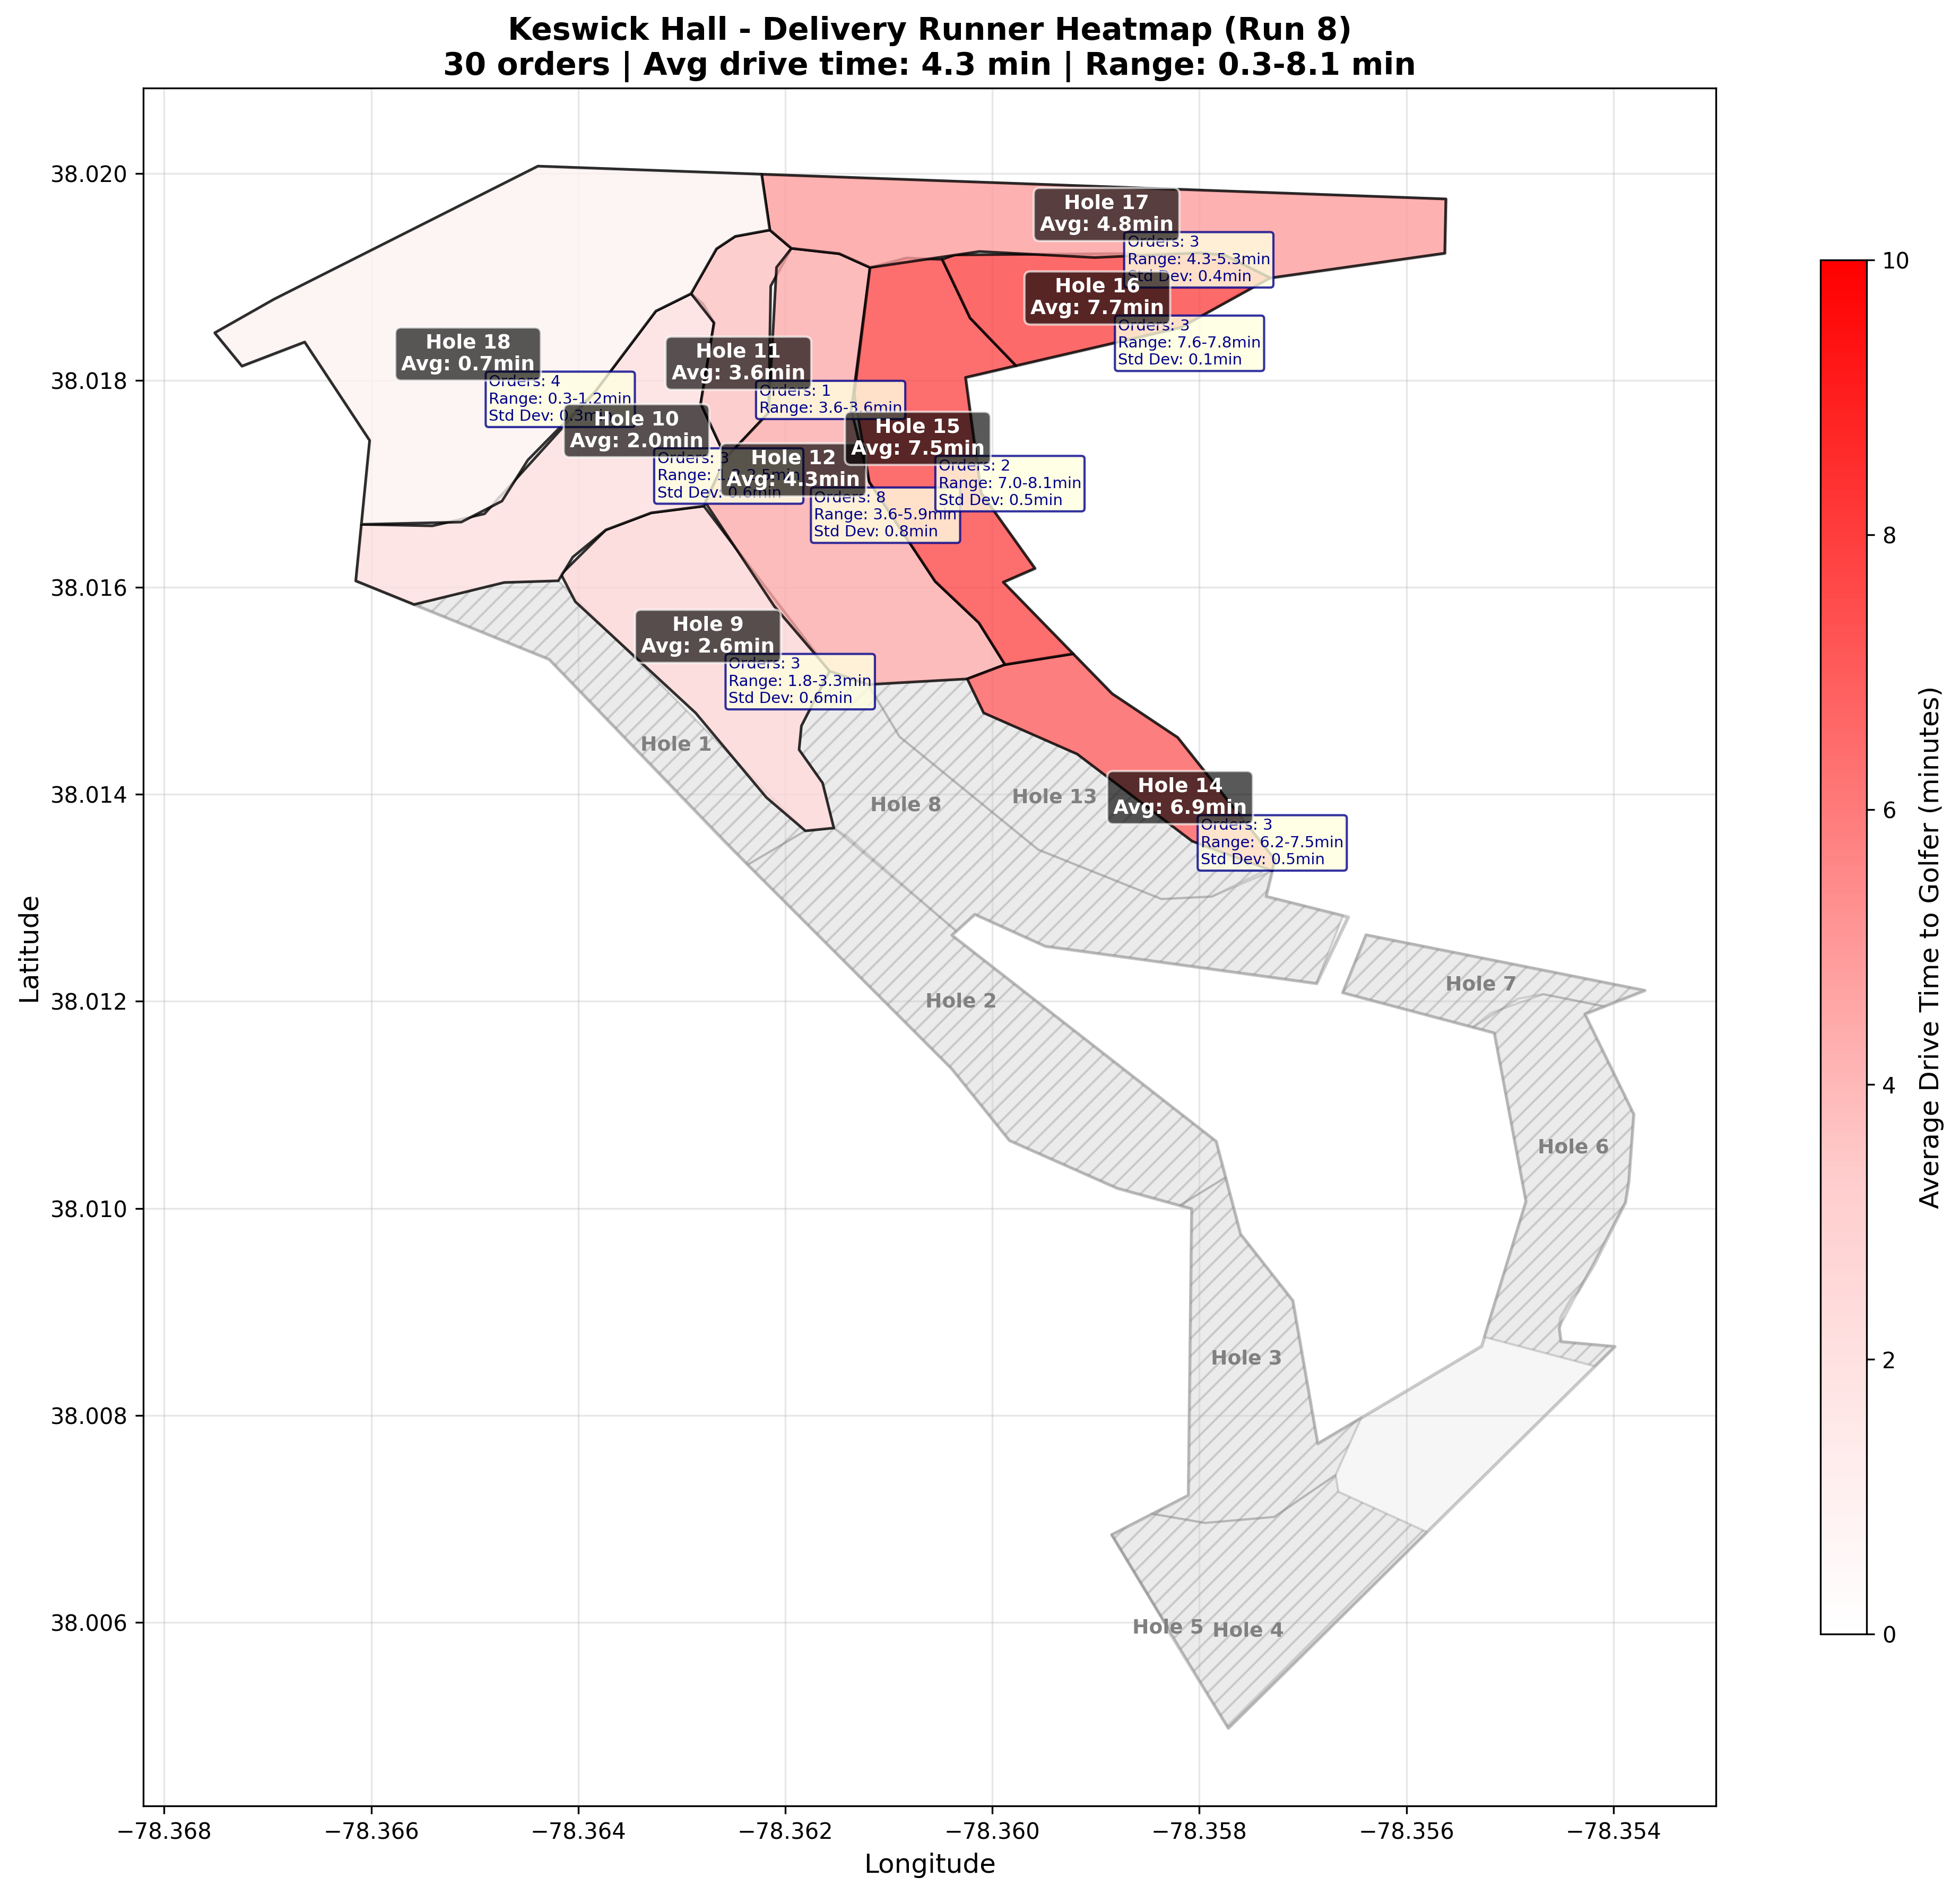 Keswick Hall - Delivery Runner Heatmap (Run 8)
30 orders | Avg drive time: 4.3 min | Range: 0.3-8.1 min
Hole 17
Avg: 4.8min
Orders: 3
Range: 4.3-5.3min
Std Dev: 0.4min
Hole 16
Avg: 7.7min
Orders: 3
Range: 7.6-7.8min
Std Dev: 0.1min
Hole 18
Avg: 0.7min
Orders: 4
Range: 0.3-1.2min
Std Dev: 0.3min
Hole 11
Avg: 3.6min
Orders: 1
Range: 3.6-3.6min
Hole 10
Avg: 2.0min
Orders: 3
Range:
Std Dev: 0.6min
Hole 15
Avg: 7.5min
Orders: 2
Range: 7.0-8.1min
Std Dev: 0.5min
Hole 12
Avg: 4.3min
Orders: 8
Range: 3.6-5.9min
Std Dev: 0.8min
Hole 9
Avg: 2.6min
Orders: 3
Range: 1.8-3.3min
Std Dev: 0.6min
Hole 14
Avg: 6.9min
Orders: 3
Range: 6.2-7.5min
Std Dev: 0.5min
Hole 1
Hole 8
Hole 13
Hole 2
Hole 7
Hole 6
Hole 3
Hole 5
Hole 4
38.020
38.018
38.016
38.014
38.012
38.010
38.008
38.006
Latitude
−78.368
−78.366
−78.364
−78.362
−78.360
−78.358
−78.356
−78.354
Longitude
10
8
6
4
2
0
Average Drive Time to Golfer (minutes)